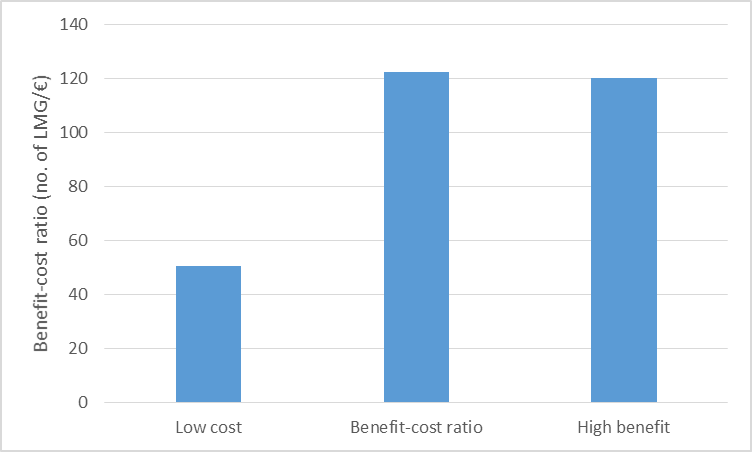 Benefit-cost ratio (no. of LMG/€)
140
120
100
80
60
40
20
0
Low cost
Benefit-cost ratio
High benefit